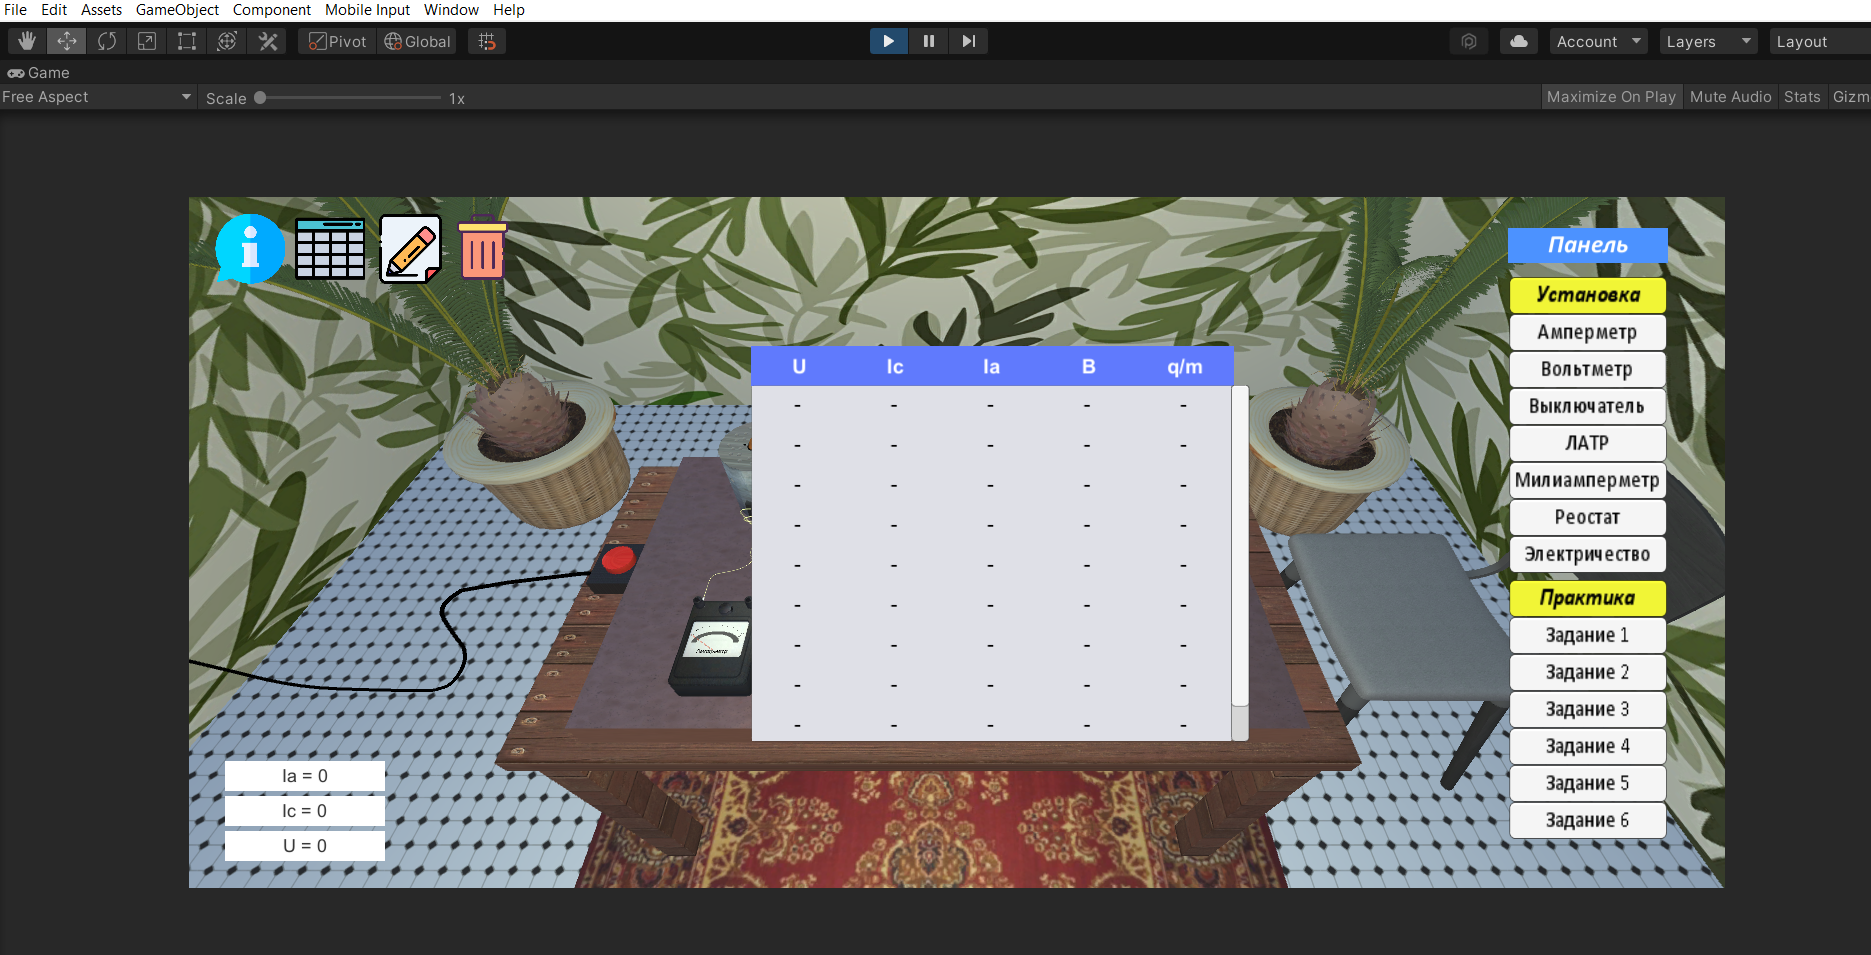 File Edit Assets GameObject Component Mobile Input Window Help
Pivot Global Account Layers Layout
Game
Free Aspect Scale 1x Maximize On Play Mute Audio Stats Gizm
Панель
Установка
Амперметр
Вольтметр
Выключатель
ЛАТР
Милиамперметр
Реостат
Электричество
Практика
Задание 1
Задание 2
Задание 3
Задание 4
Задание 5
Задание 6
U Ic Ia B q/m
- - - - -
- - - - -
- - - - -
- - - - -
- - - - -
- - - - -
- - - - -
- - - - -
- - - - -
Ia = 0
Ic = 0
U = 0